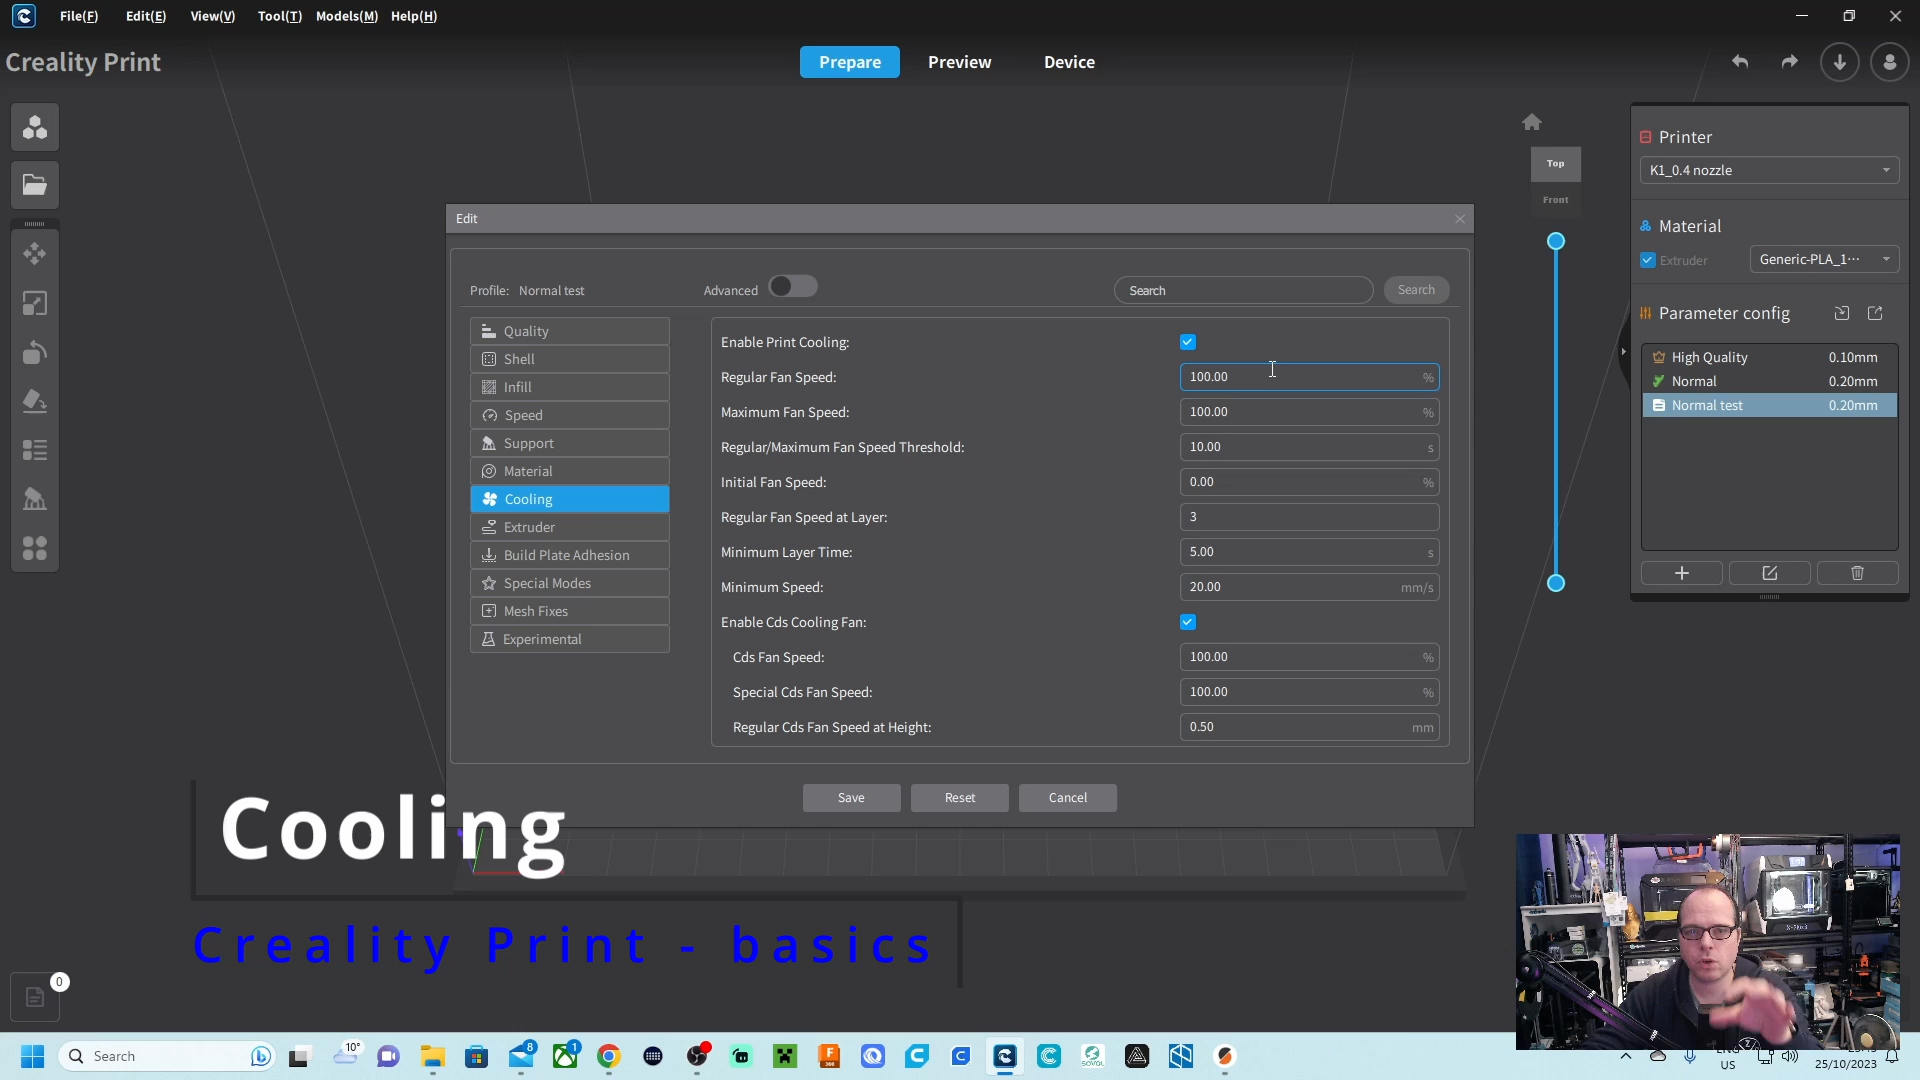 File(F) Edit(E) View(V) Tool(T) Models(M) Help(H)
Creality Print
Prepare Preview Device
Top
Front
Printer
K1_0.4 nozzle
Material
Extruder Generic-PLA_1···
Parameter config
High Quality 0.10mm
Normal 0.20mm
Normal test 0.20mm
Edit
Profile: Normal test Advanced Search Search
Quality
Shell
Infill
Speed
Support
Material
Cooling
Extruder
Build Plate Adhesion
Special Modes
Mesh Fixes
Experimental
Enable Print Cooling:
Regular Fan Speed: 100.00 %
Maximum Fan Speed: 100.00 %
Regular/Maximum Fan Speed Threshold: 10.00 s
Initial Fan Speed: 0.00 %
Regular Fan Speed at Layer: 3
Minimum Layer Time: 5.00 s
Minimum Speed: 20.00 mm/s
Enable Cds Cooling Fan:
Cds Fan Speed: 100.00 %
Special Cds Fan Speed: 100.00 %
Regular Cds Fan Speed at Height: 0.50 mm
Save Reset Cancel
Cooling
Creality Print - basics
0
Search
10°
8
1
US
25/10/2023